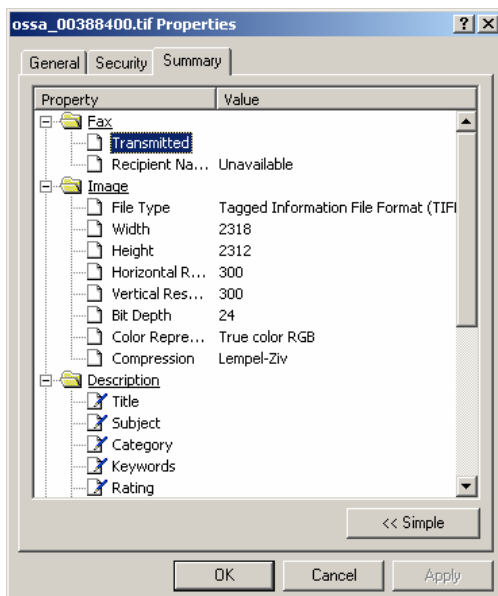 ossa_00388400.tif Properties
General Security Summary
Property Value
Fax
Transmitted
Recipient Na... Unavailable
Image
File Type Tagged Information File Format (TIFI
Width 2318
Height 2312
Horizontal R... 300
Vertical Res... 300
Bit Depth 24
Color Repre... True color RGB
Compression Lempel-Ziv
Description
Title
Subject
Category
Keywords
Rating
<< Simple
OK Cancel Apply